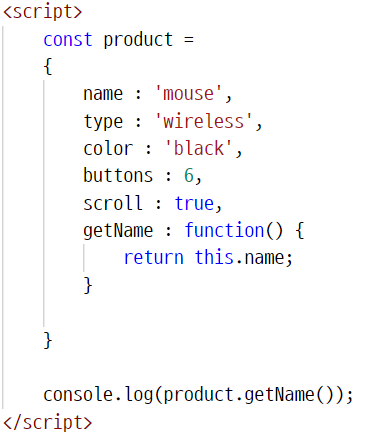 <script>
const product =
{
name : 'mouse',
type : 'wireless',
color : 'black',
buttons : 6,
scroll : true,
getName : function() {
return this.name;
}
}
console.log(product.getName());
</script>